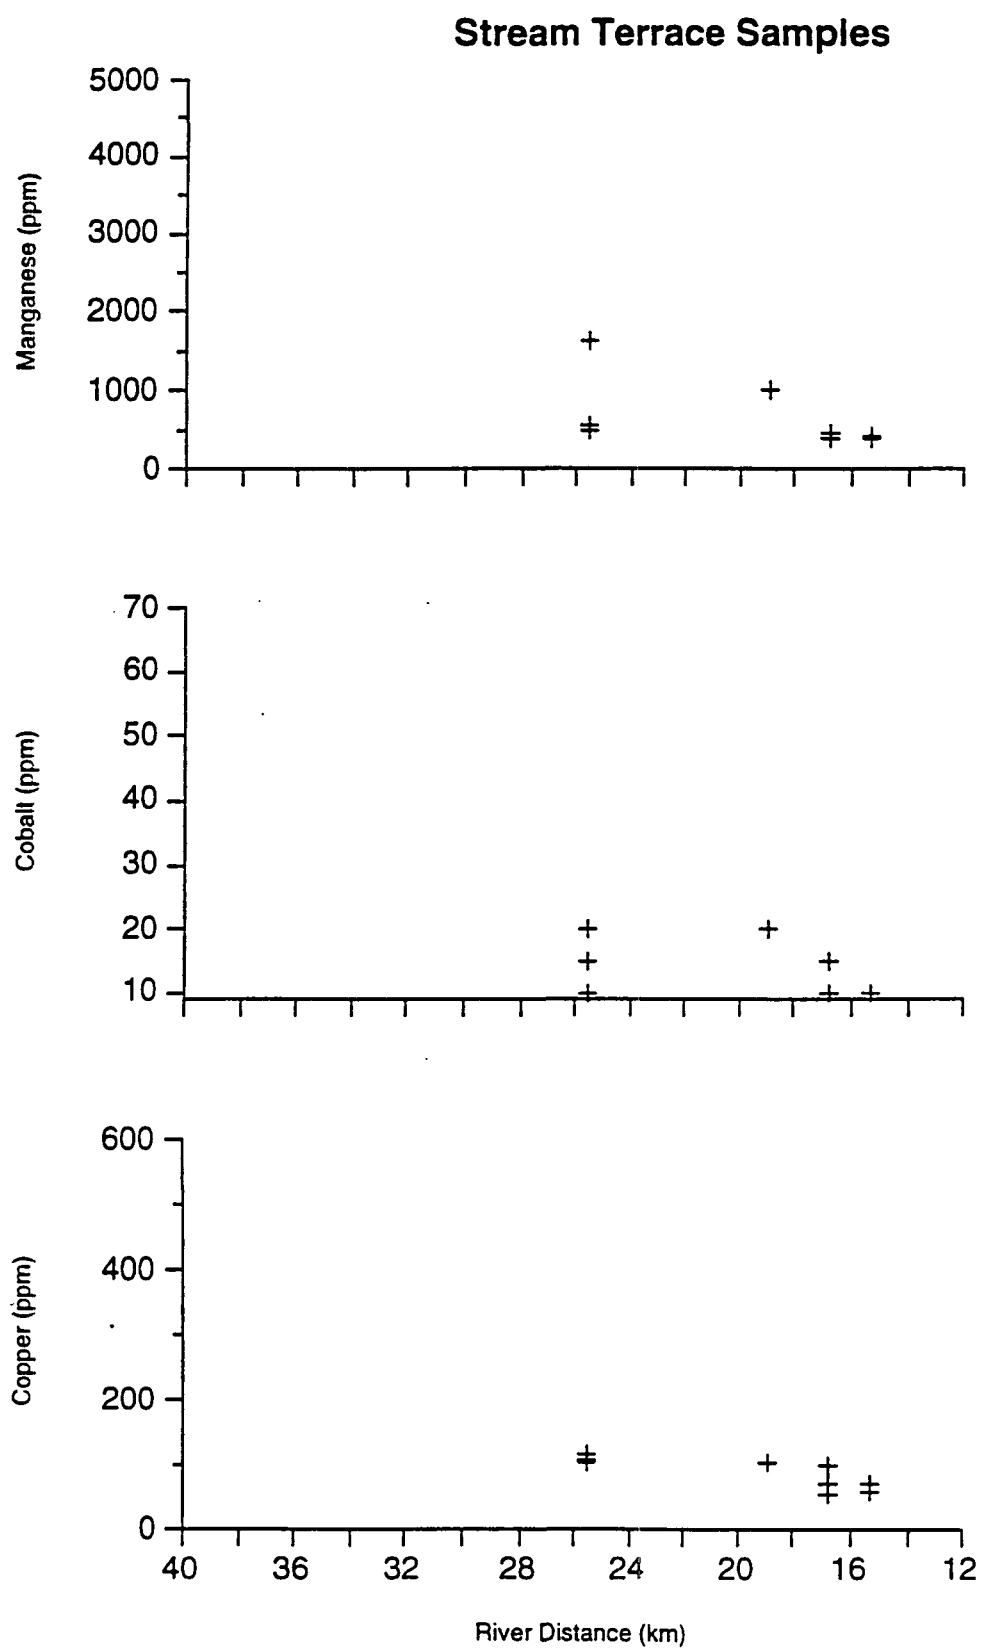 Stream Terrace Samples
5000
4000
3000
2000
1000
0
Manganese (ppm)
70
60
50
40
30
20
10
Cobalt (ppm)
600
400
200
0
Copper (ppm)
40 36 32 28 24 20 16 12
River Distance (km)